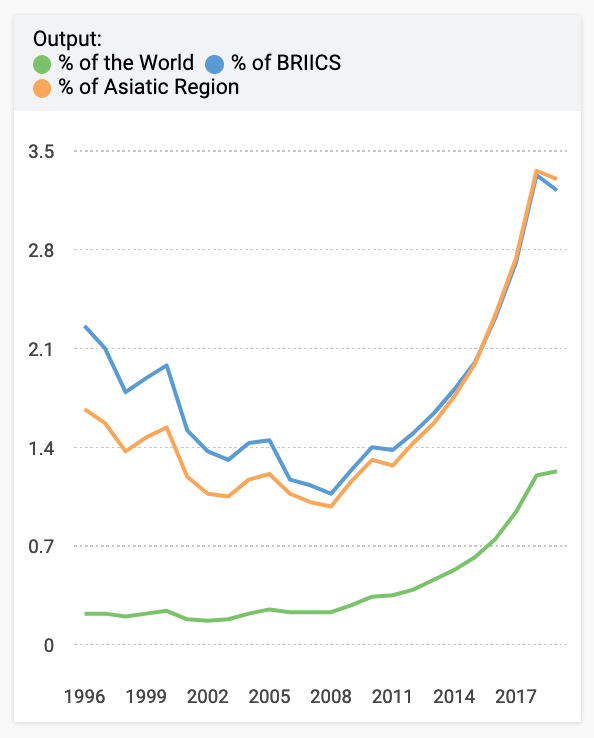 Output:
% of the World % of BRIICS
% of Asiatic Region
3.5
2.8
2.1
1.4
0.7
0
1996 1999 2002 2005 2008 2011 2014 2017